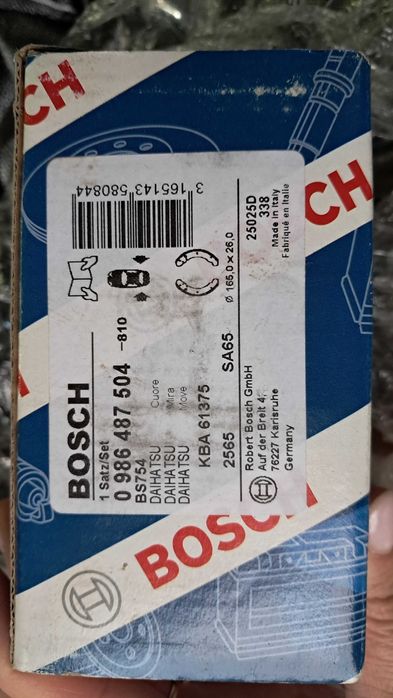 CH
CH
BOSCH
1 Satz/Set
0 986 487 504 –810
BS754
DAIHATSU Cuore
DAIHATSU Mira
DAIHATSU Move
KBA 61375
2565 SA65
Robert Bosch GmbH
Auf der Breit 4,
76227 Karlsruhe
Germany
Ø 165,0 x 26,0
3 165143 580844
25025D
338
Made in Italy
Fabriqué en Italie
BOSCH